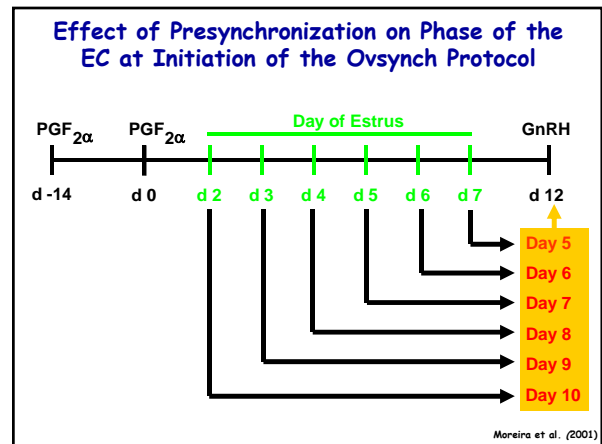 Effect of Presynchronization on Phase of the
EC at Initiation of the Ovsynch Protocol
PGF2α PGF2α Day of Estrus GnRH
d -14 d 0 d 2 d 3 d 4 d 5 d 6 d 7 d 12
Day 5
Day 6
Day 7
Day 8
Day 9
Day 10
Moreira et al. (2001)